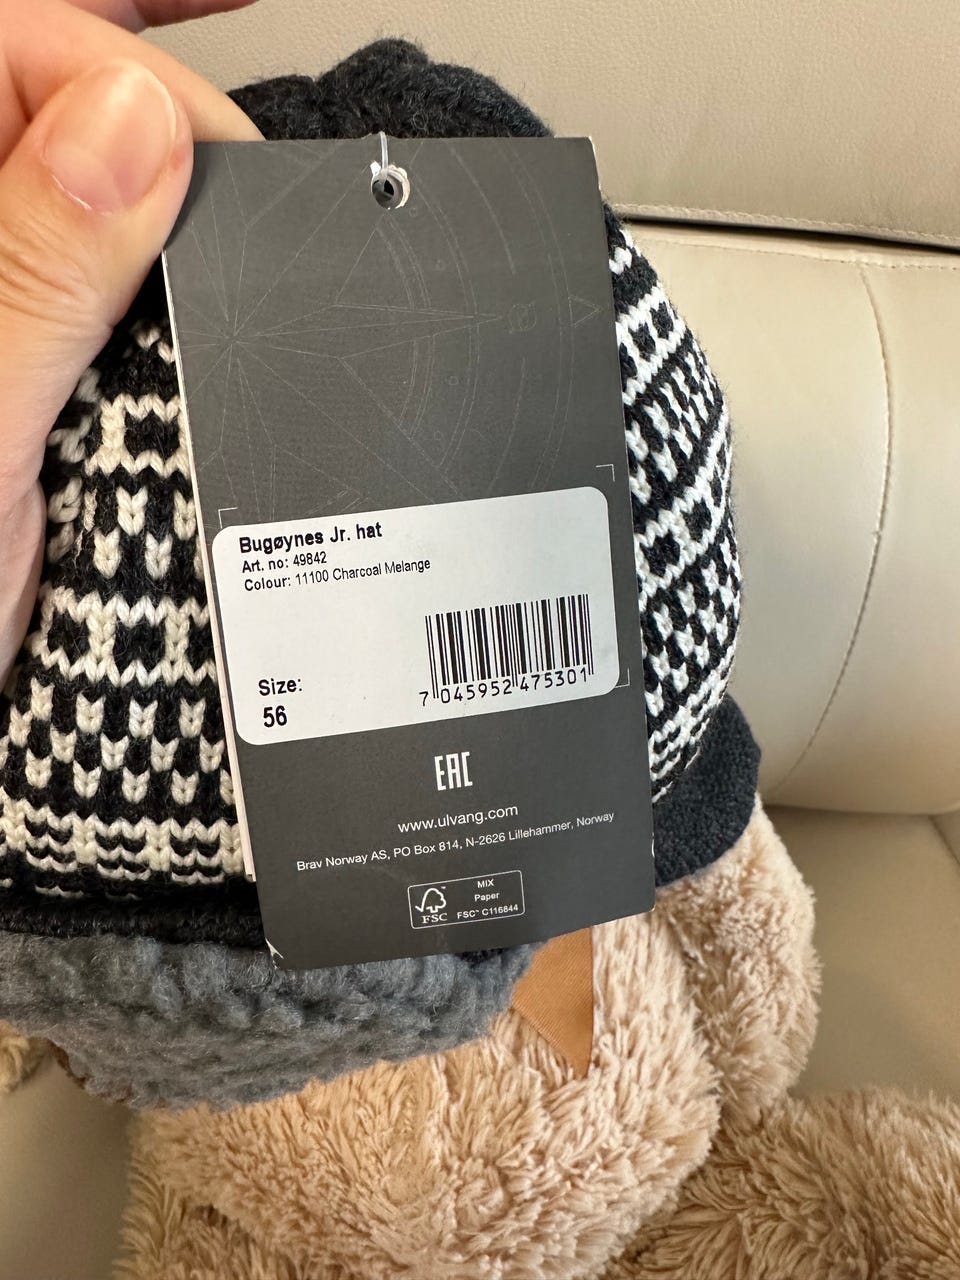 Bugøynes Jr. hat
Art. no: 49842
Colour: 11100 Charcoal Melange
Size:
56
7 045952 475301
EAC
www.ulvang.com
Brav Norway AS, PO Box 814, N-2626 Lillehammer, Norway
FSC
MIX
Paper
FSC™ C116844